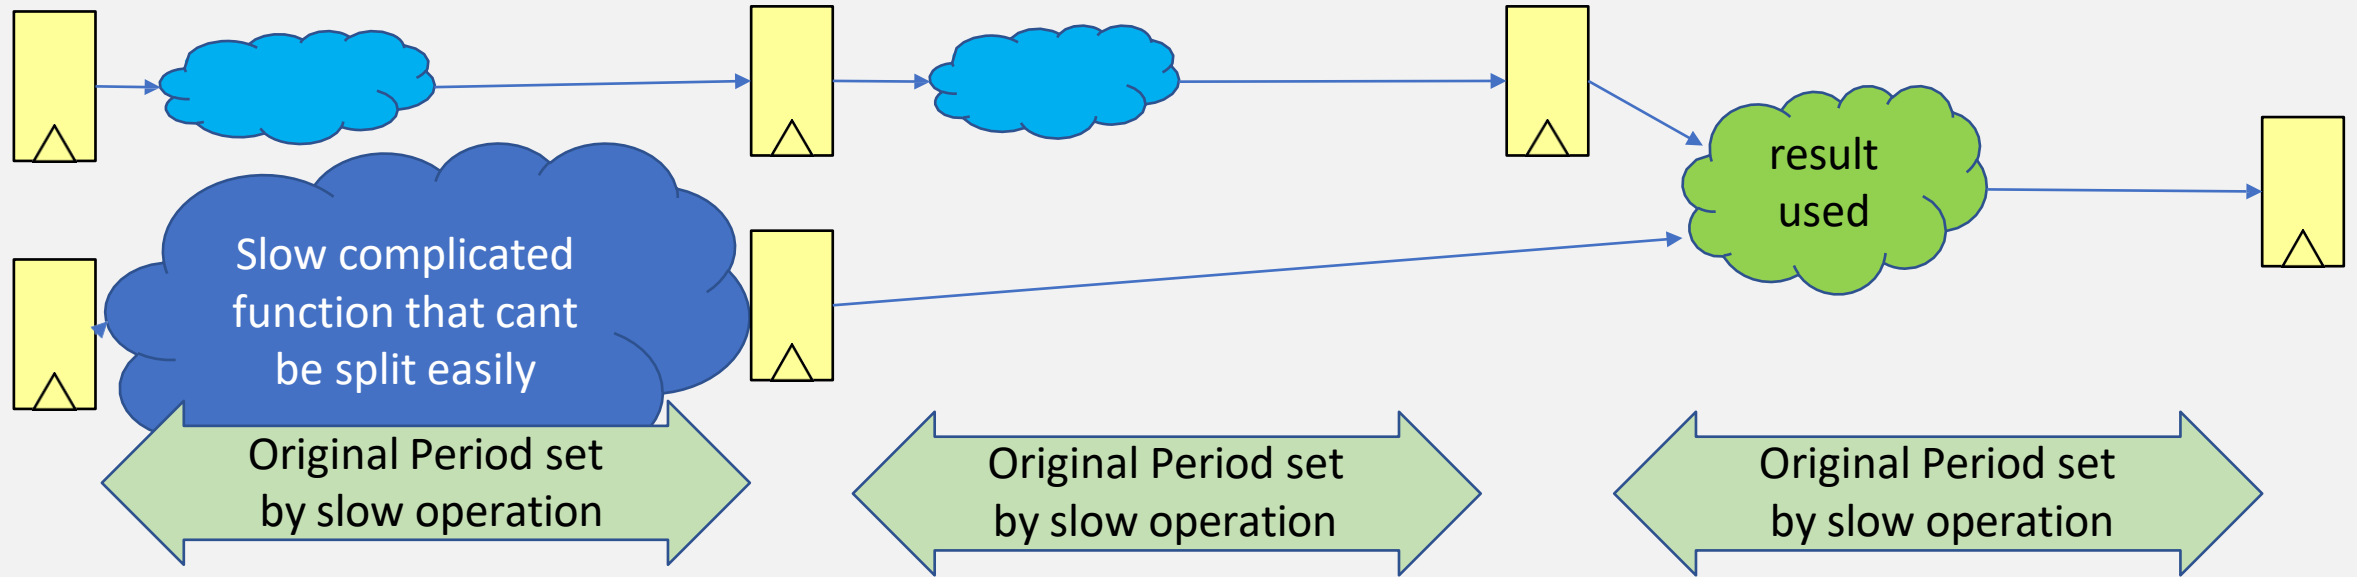 result
used
Slow complicated
function that cant
be split easily
Original Period set
by slow operation
Original Period set
by slow operation
Original Period set
by slow operation